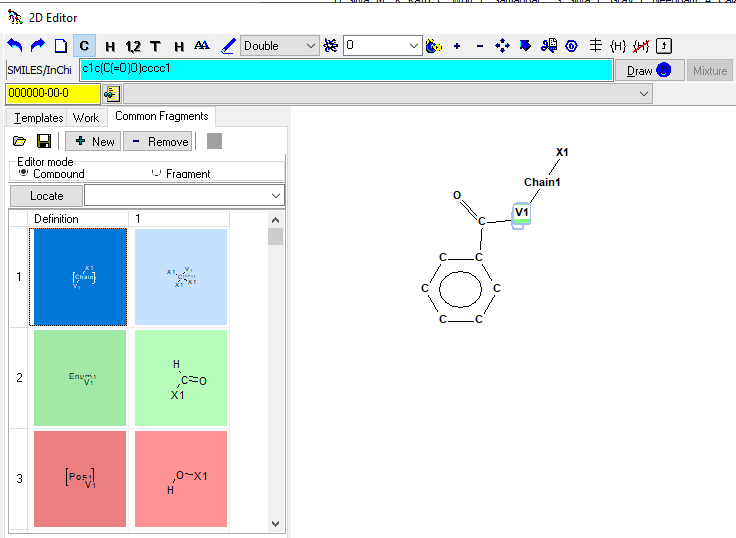 2D Editor
C H 1,2 T H AA Double O + - {H} {H}
SMILES/InChi c1c(C(=O)O)cccc1 Draw Mixture
000000-00-0
Templates Work Common Fragments
+ New - Remove
Editor mode
Compound Fragment
Locate
Definition 1
1 [Chain] X1 V1 X1 V1 X1 X1
2 Enum1 V1 H C O X1
3 [Pos1] V1 O X1 H
X1
Chain1
O V1
C
C C
C C
C C